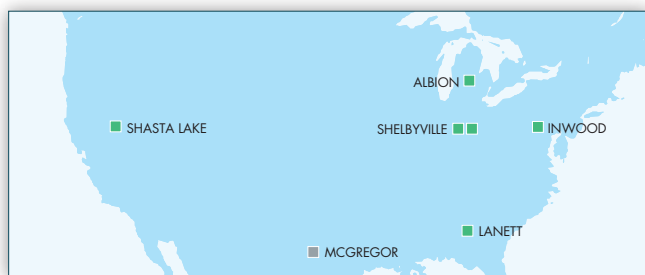 ALBION
SHASTA LAKE
SHELBYVILLE
INWOOD
LANETT
MCGREGOR